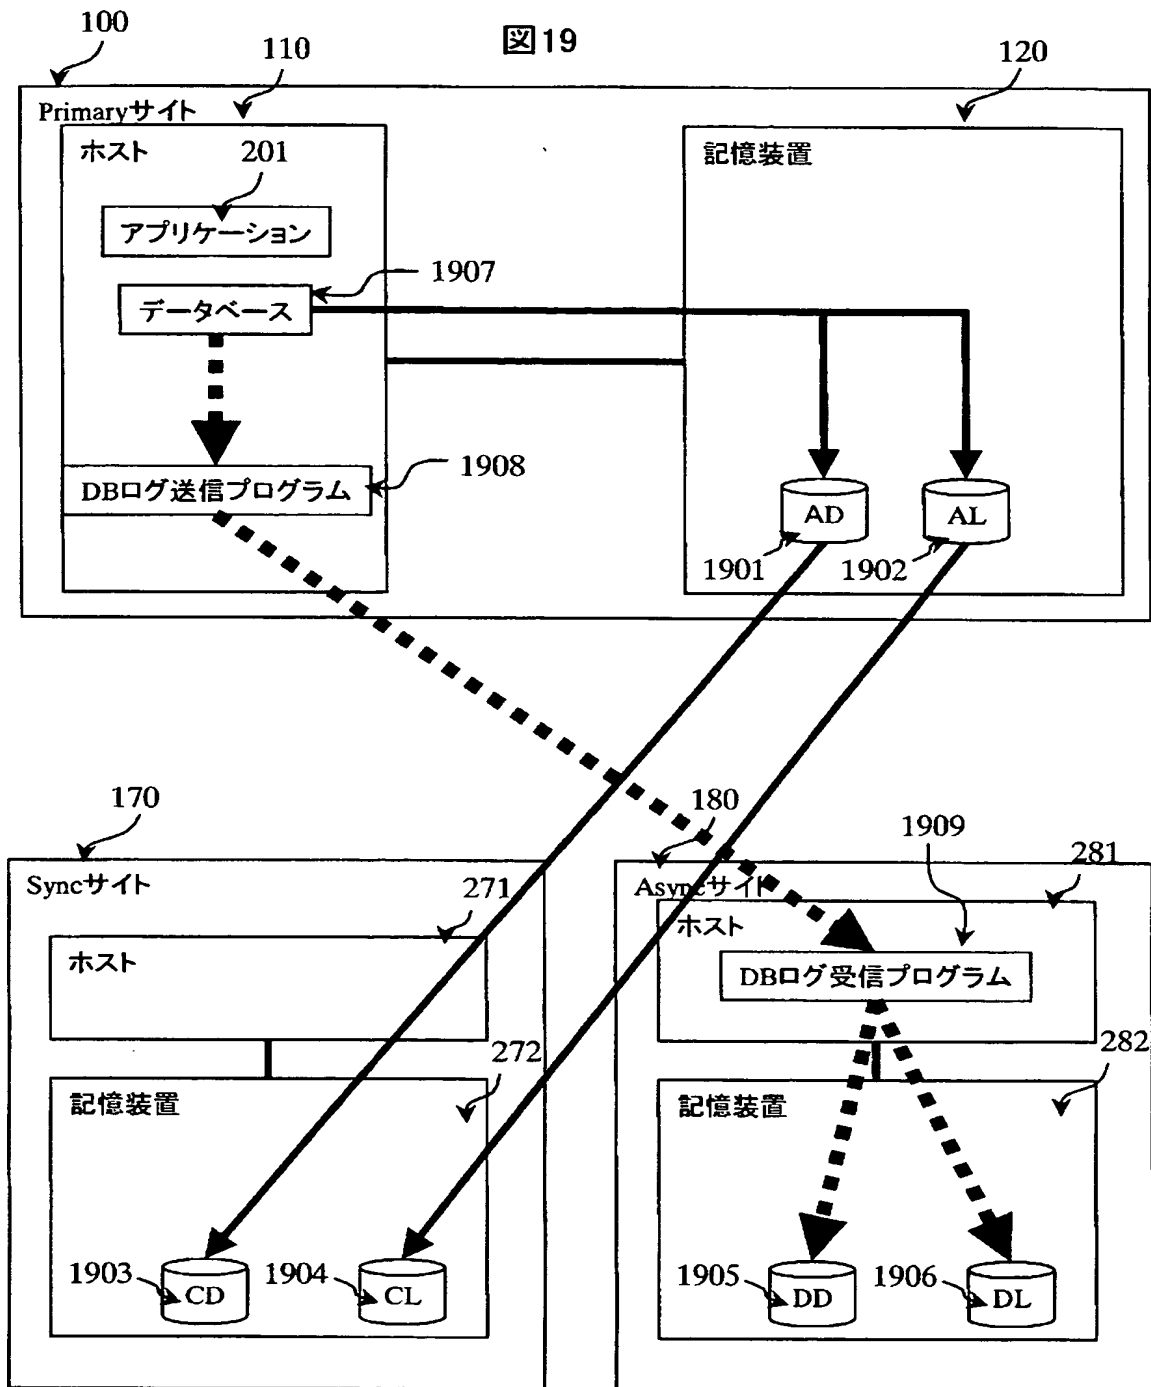 図19
100
110
120
Primaryサイト
ホスト
記憶装置
201
アプリケーション
1907
データベース
1908
DBログ送信プログラム
AD
AL
1901
1902
170
180
1909
281
Syncサイト
Asyncサイト
271
ホスト
ホスト
DBログ受信プログラム
272
282
記憶装置
記憶装置
1903
CD
1904
CL
1905
DD
1906
DL